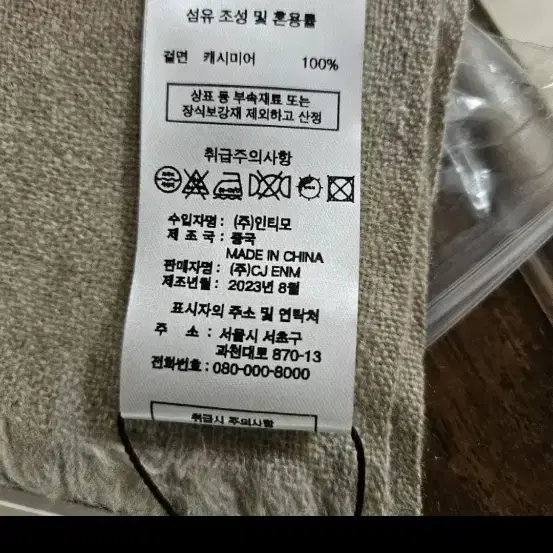 섬유 조성 및 혼용률
겉면 캐시미어 100%
상표 등 부속재료 또는
장식보강재 제외하고 산정
취급주의사항
수입자명 : (주)인티모
제 조 국 : 중국
MADE IN CHINA
판매자명 : (주)CJ ENM
제조년월 : 2023년 8월
표시자의 주소 및 연락처
주 소 : 서울시 서초구
과천대로 870-13
전화번호 : 080-000-8000
취급시 주의사항